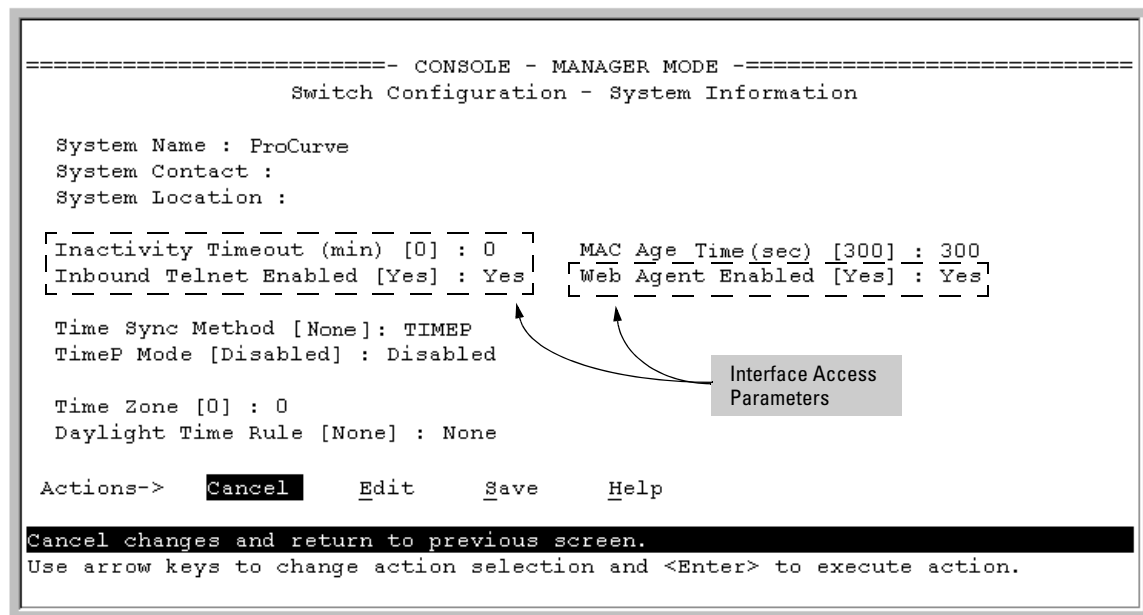 ==========================- CONSOLE - MANAGER MODE -============================
Switch Configuration - System Information
System Name : ProCurve
System Contact :
System Location :
Inactivity Timeout (min) [0] : 0 MAC Age Time(sec) [300] : 300
Inbound Telnet Enabled [Yes] : Yes Web Agent Enabled [Yes] : Yes
Time Sync Method [None]: TIMEP
TimeP Mode [Disabled] : Disabled
Interface Access
Parameters
Time Zone [0] : 0
Daylight Time Rule [None] : None
Actions-> Cancel Edit Save Help
Cancel changes and return to previous screen.
Use arrow keys to change action selection and <Enter> to execute action.